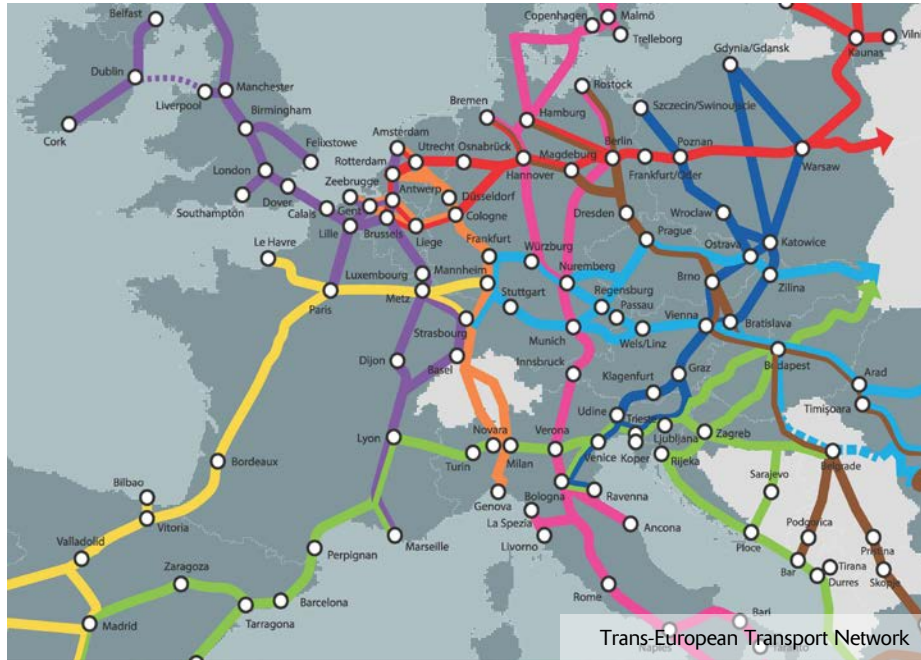 Belfast
Copenhagen
Malmö
Trelleborg
Kaunas
Vilni
Dublin
Liverpool
Manchester
Gdynia/Gdansk
Rostock
Bremen
Hamburg
Szczecin/Swinoujscie
Cork
Birmingham
Felixstowe
Amsterdam
Utrecht
Osnabrück
Magdeburg
Berlin
Poznan
Warsaw
London
Rotterdam
Hannover
Frankfurt/Oder
Zeebrugge
Antwerp
Düsseldorf
Southampton
Dover
Calais
Gent
Cologne
Dresden
Wroclaw
Lille
Brussels
Liege
Prague
Ostrava
Katowice
Le Havre
Frankfurt
Würzburg
Nuremberg
Luxembourg
Mannheim
Brno
Zilina
Paris
Metz
Stuttgart
Regensburg
Passau
Vienna
Strasbourg
Munich
Wels/Linz
Bratislava
Dijon
Basel
Innsbruck
Klagenfurt
Graz
Budapest
Arad
Udine
Trieste
Timişoara
Lyon
Novara
Verona
Ljubljana
Zagreb
Turin
Milan
Venice
Koper
Rijeka
Belgrade
Bordeaux
Bilbao
Genova
Bologna
Ravenna
Sarajevo
Vitoria
La Spezia
Ancona
Valladolid
Marseille
Livorno
Ploce
Podgorica
Pristina
Zaragoza
Perpignan
Bar
Tirana
Durres
Skopje
Barcelona
Rome
Madrid
Tarragona
Bari
Naples
Taranto
Trans-European Transport Network